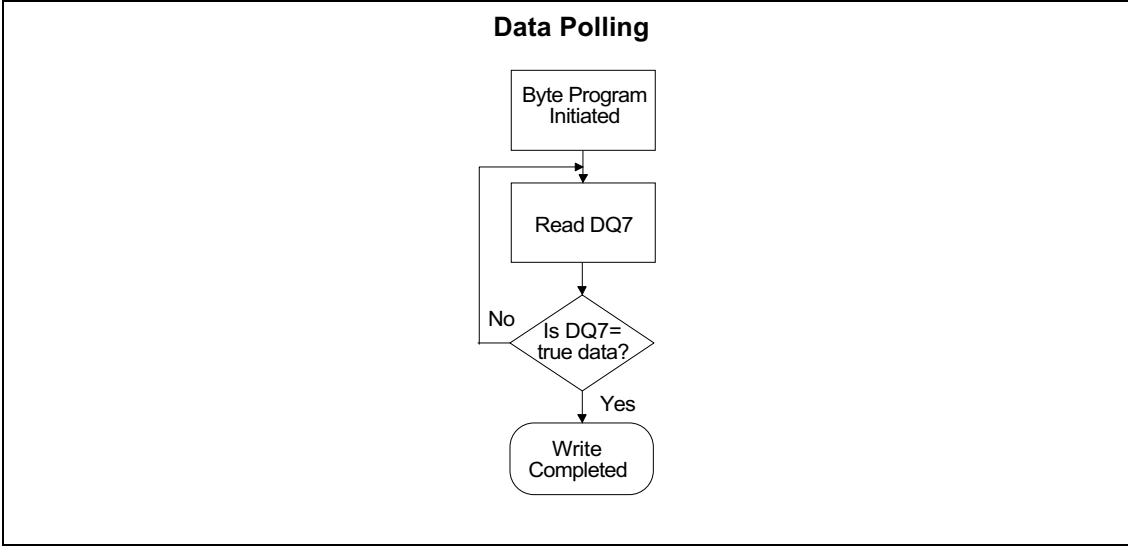 Data Polling
Byte Program
Initiated
Read DQ7
No
Is DQ7=
true data?
Yes
Write
Completed